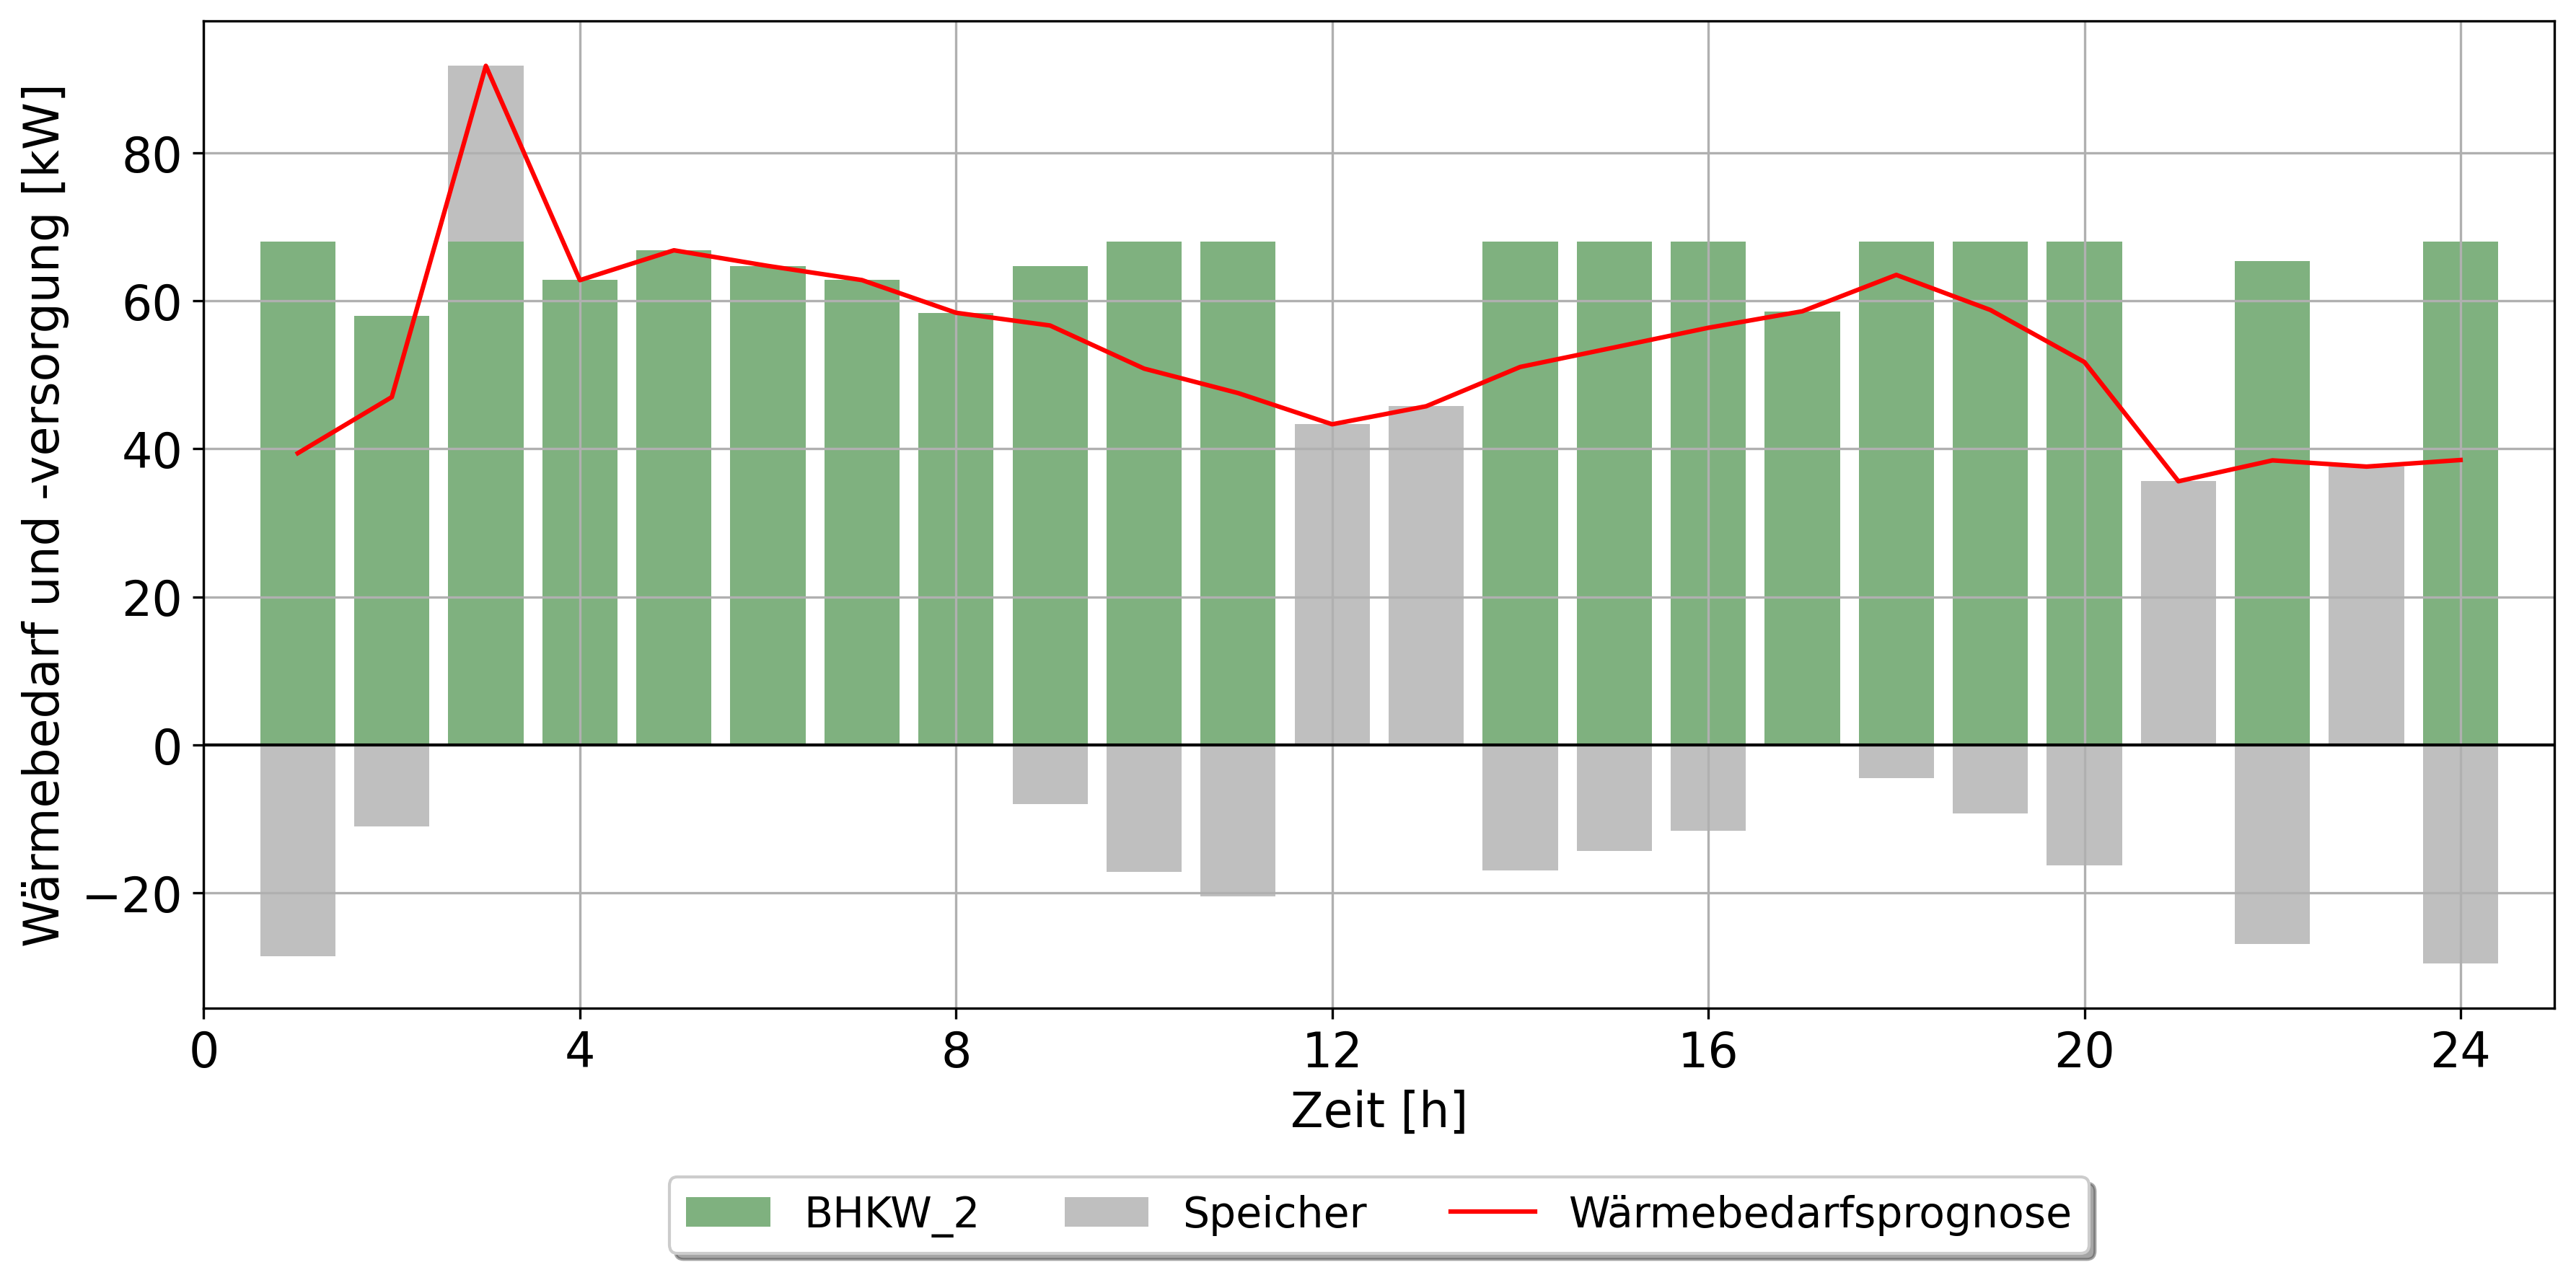 Wärmebedarf und -versorgung [kW]
80
60
40
20
0
−20
0 4 8 12 16 20 24
Zeit [h]
BHKW_2 Speicher Wärmebedarfsprognose